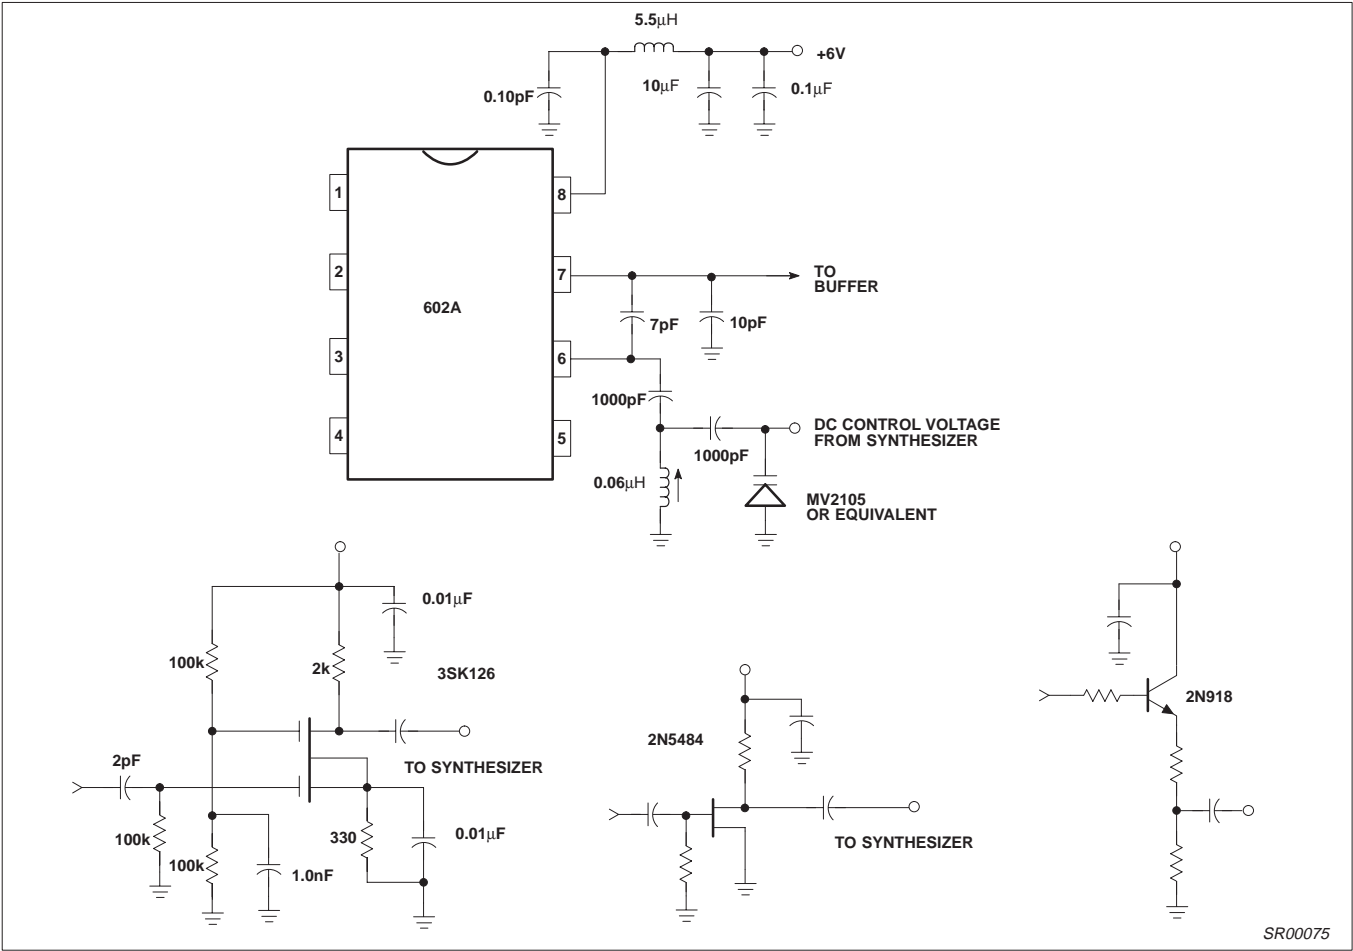 5.5μH
+6V
0.10pF
10μF
0.1μF
1
8
2
7
TO
BUFFER
602A
7pF
10pF
3
6
1000pF
4
5
DC CONTROL VOLTAGE
FROM SYNTHESIZER
1000pF
0.06μH
MV2105
OR EQUIVALENT
0.01μF
100k
2k
3SK126
2pF
TO SYNTHESIZER
100k
100k
330
0.01μF
1.0nF
2N5484
TO SYNTHESIZER
2N918
SR00075